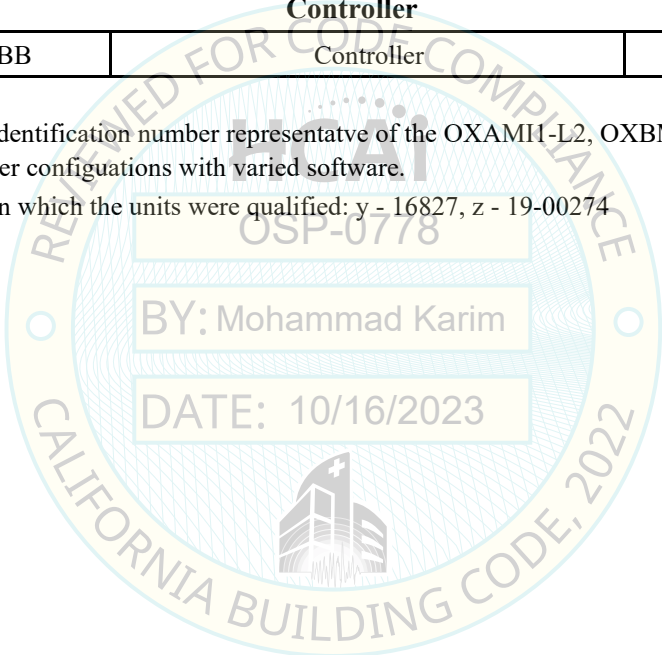 Controller
BB Controller
dentification number representatve of the OXAMI1-L2, OXBM
er configuations with varied software.
n which the units were qualified: y - 16827, z - 19-00274
REVIEWED FOR CODE COMPLIANCE
HCAi
OSP-0778
BY: Mohammad Karim
DATE: 10/16/2023
CALIFORNIA BUILDING CODE, 2022